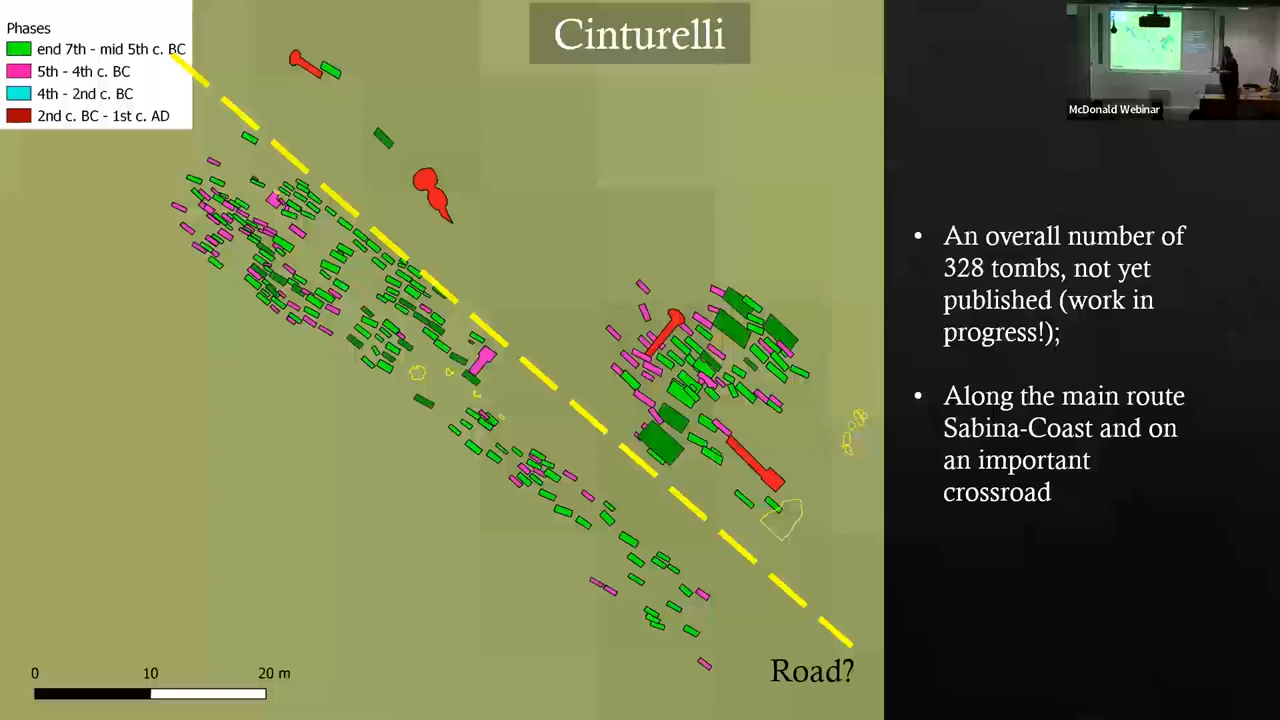 Phases
end 7th - mid 5th c. BC
5th - 4th c. BC
4th - 2nd c. BC
2nd c. BC - 1st c. AD
Cinturelli
McDonald Webinar
• An overall number of
328 tombs, not yet
published (work in
progress!);
• Along the main route
Sabina-Coast and on
an important
crossroad
Road?
0 10 20 m